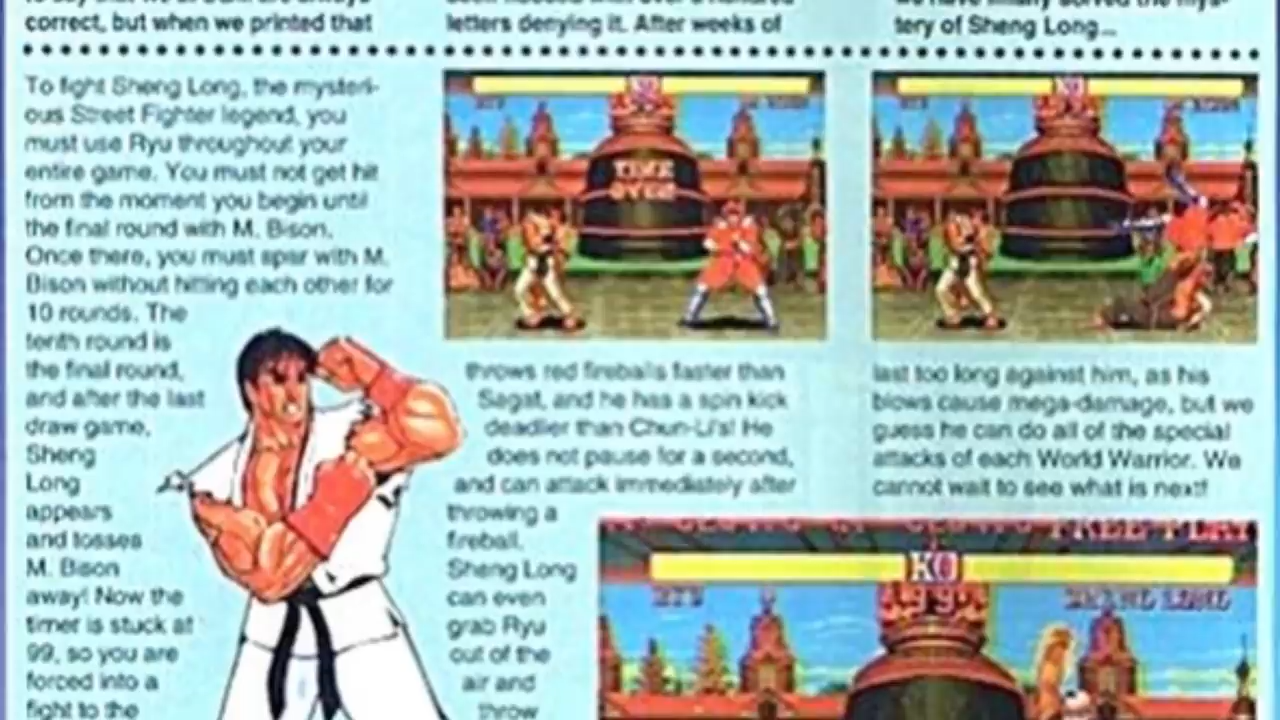 correct, but when we printed that
letters denying it. After weeks of
we have finally solved the mys-
tery of Sheng Long...
To fight Sheng Long, the mysteri-
ous Street Fighter legend, you
must use Ryu throughout your
entire game. You must not get hit
from the moment you begin until
the final round with M. Bison.
Once there, you must spar with M.
Bison without hitting each other for
10 rounds. The
tenth round is
the final round,
and after the last
draw game,
Sheng
Long
appears
and tosses
M. Bison
away! Now the
timer is stuck at
99, so you are
forced into a
fight to the
TIME
OVER
throws red fireballs faster than
Sagat, and he has a spin kick
deadlier than Chun-Li's! He
does not pause for a second,
and can attack immediately after
throwing a
fireball.
Sheng Long
can even
grab Ryu
out of the
air and
throw
last too long against him, as his
blows cause mega-damage, but we
guess he can do all of the special
attacks of each World Warrior. We
cannot wait to see what is next!
FREE PLAY
KO
RYU
SHENG LONG
99